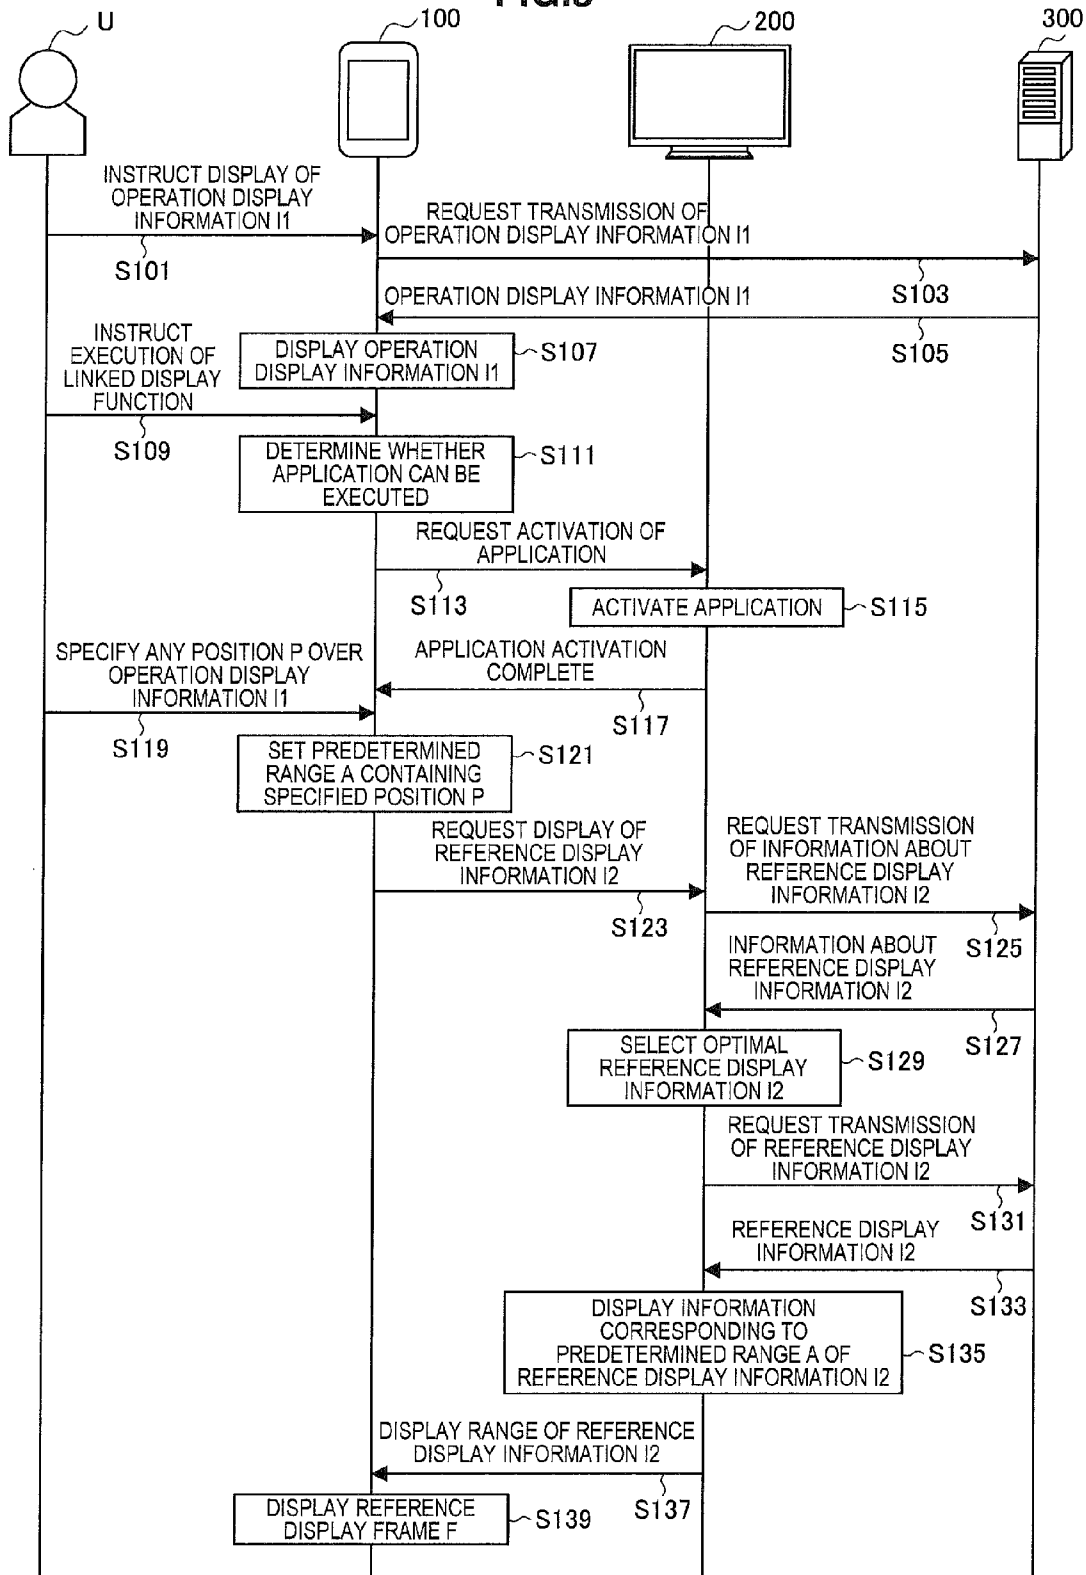 U
100
200
300
INSTRUCT DISPLAY OF
OPERATION DISPLAY
INFORMATION I1
S101
REQUEST TRANSMISSION OF
OPERATION DISPLAY INFORMATION I1
S103
OPERATION DISPLAY INFORMATION I1
S105
DISPLAY OPERATION
DISPLAY INFORMATION I1
S107
INSTRUCT
EXECUTION OF
LINKED DISPLAY
FUNCTION
S109
DETERMINE WHETHER
APPLICATION CAN BE
EXECUTED
S111
REQUEST ACTIVATION OF
APPLICATION
S113
ACTIVATE APPLICATION
S115
APPLICATION ACTIVATION
COMPLETE
S117
SPECIFY ANY POSITION P OVER
OPERATION DISPLAY
INFORMATION I1
S119
SET PREDETERMINED
RANGE A CONTAINING
SPECIFIED POSITION P
S121
REQUEST DISPLAY OF
REFERENCE DISPLAY
INFORMATION I2
S123
REQUEST TRANSMISSION
OF INFORMATION ABOUT
REFERENCE DISPLAY
INFORMATION I2
S125
INFORMATION ABOUT
REFERENCE DISPLAY
INFORMATION I2
S127
SELECT OPTIMAL
REFERENCE DISPLAY
INFORMATION I2
S129
REQUEST TRANSMISSION
OF REFERENCE DISPLAY
INFORMATION I2
S131
REFERENCE DISPLAY
INFORMATION I2
S133
DISPLAY INFORMATION
CORRESPONDING TO
PREDETERMINED RANGE A OF
REFERENCE DISPLAY INFORMATION I2
S135
DISPLAY RANGE OF REFERENCE
DISPLAY INFORMATION I2
S137
DISPLAY REFERENCE
DISPLAY FRAME F
S139